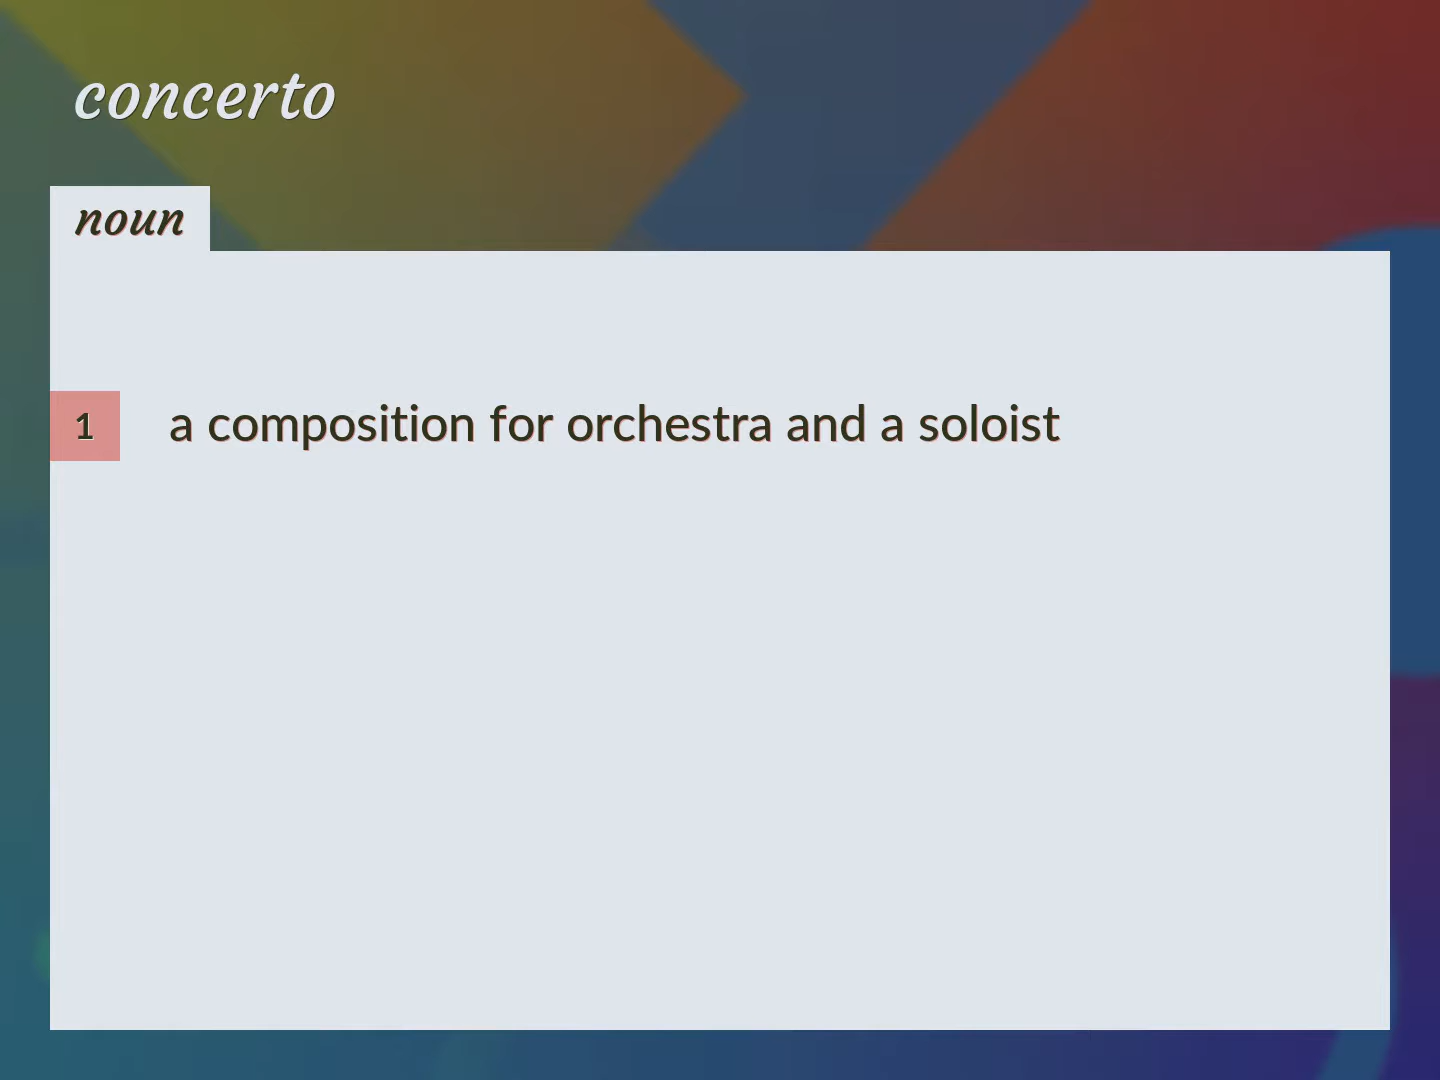 concerto
noun
1 a composition for orchestra and a soloist